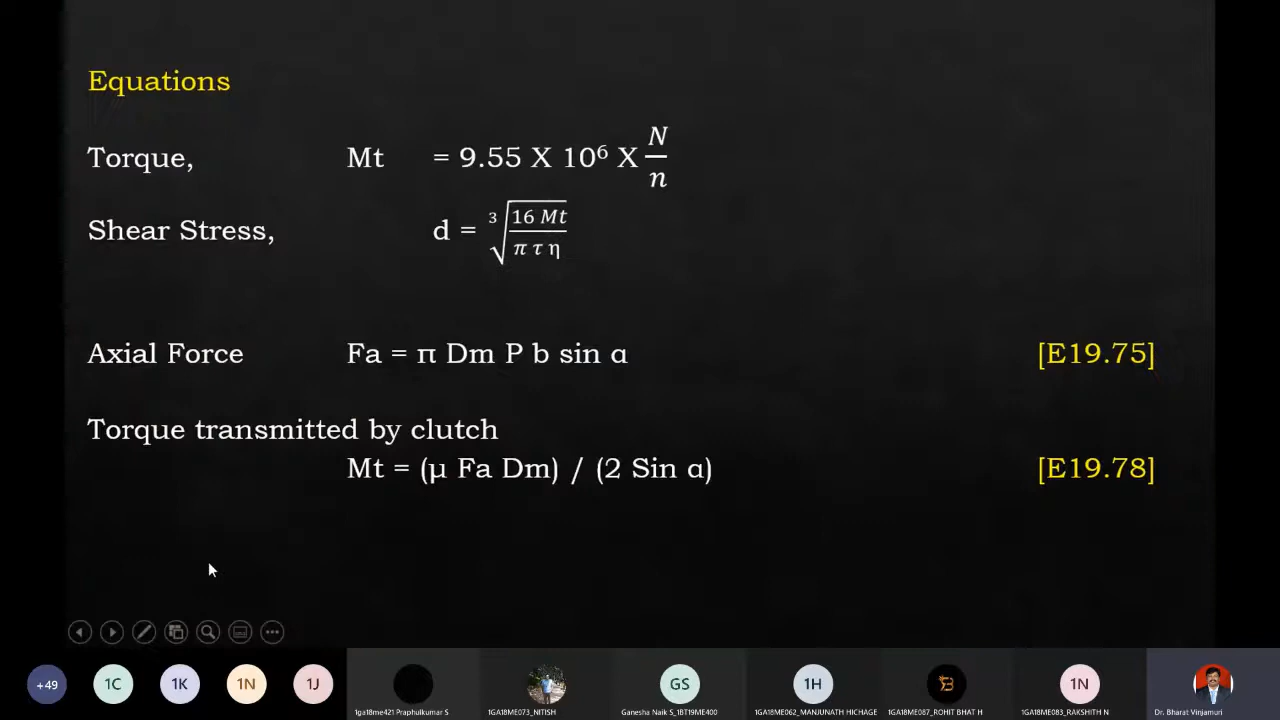 Equations
Torque, Mt = 9.55 X 10⁶ X N/n
Shear Stress, d = ∛(16 Mt / π τ η)
Axial Force Fa = π Dm P b sin α [E19.75]
Torque transmitted by clutch
Mt = (μ Fa Dm) / (2 Sin α) [E19.78]
+49 1C 1K 1N 1J GS 1H 1N
1ga18me421 Praphulkumar S 1GA18ME073_NITISH Ganesha Naik S_1BT19ME400 1GA18ME062_MANJUNATH HICHAGE 1GA18ME087_ROHIT BHAT H 1GA18ME083_RAKSHITH N Dr. Bharat Vinjamuri